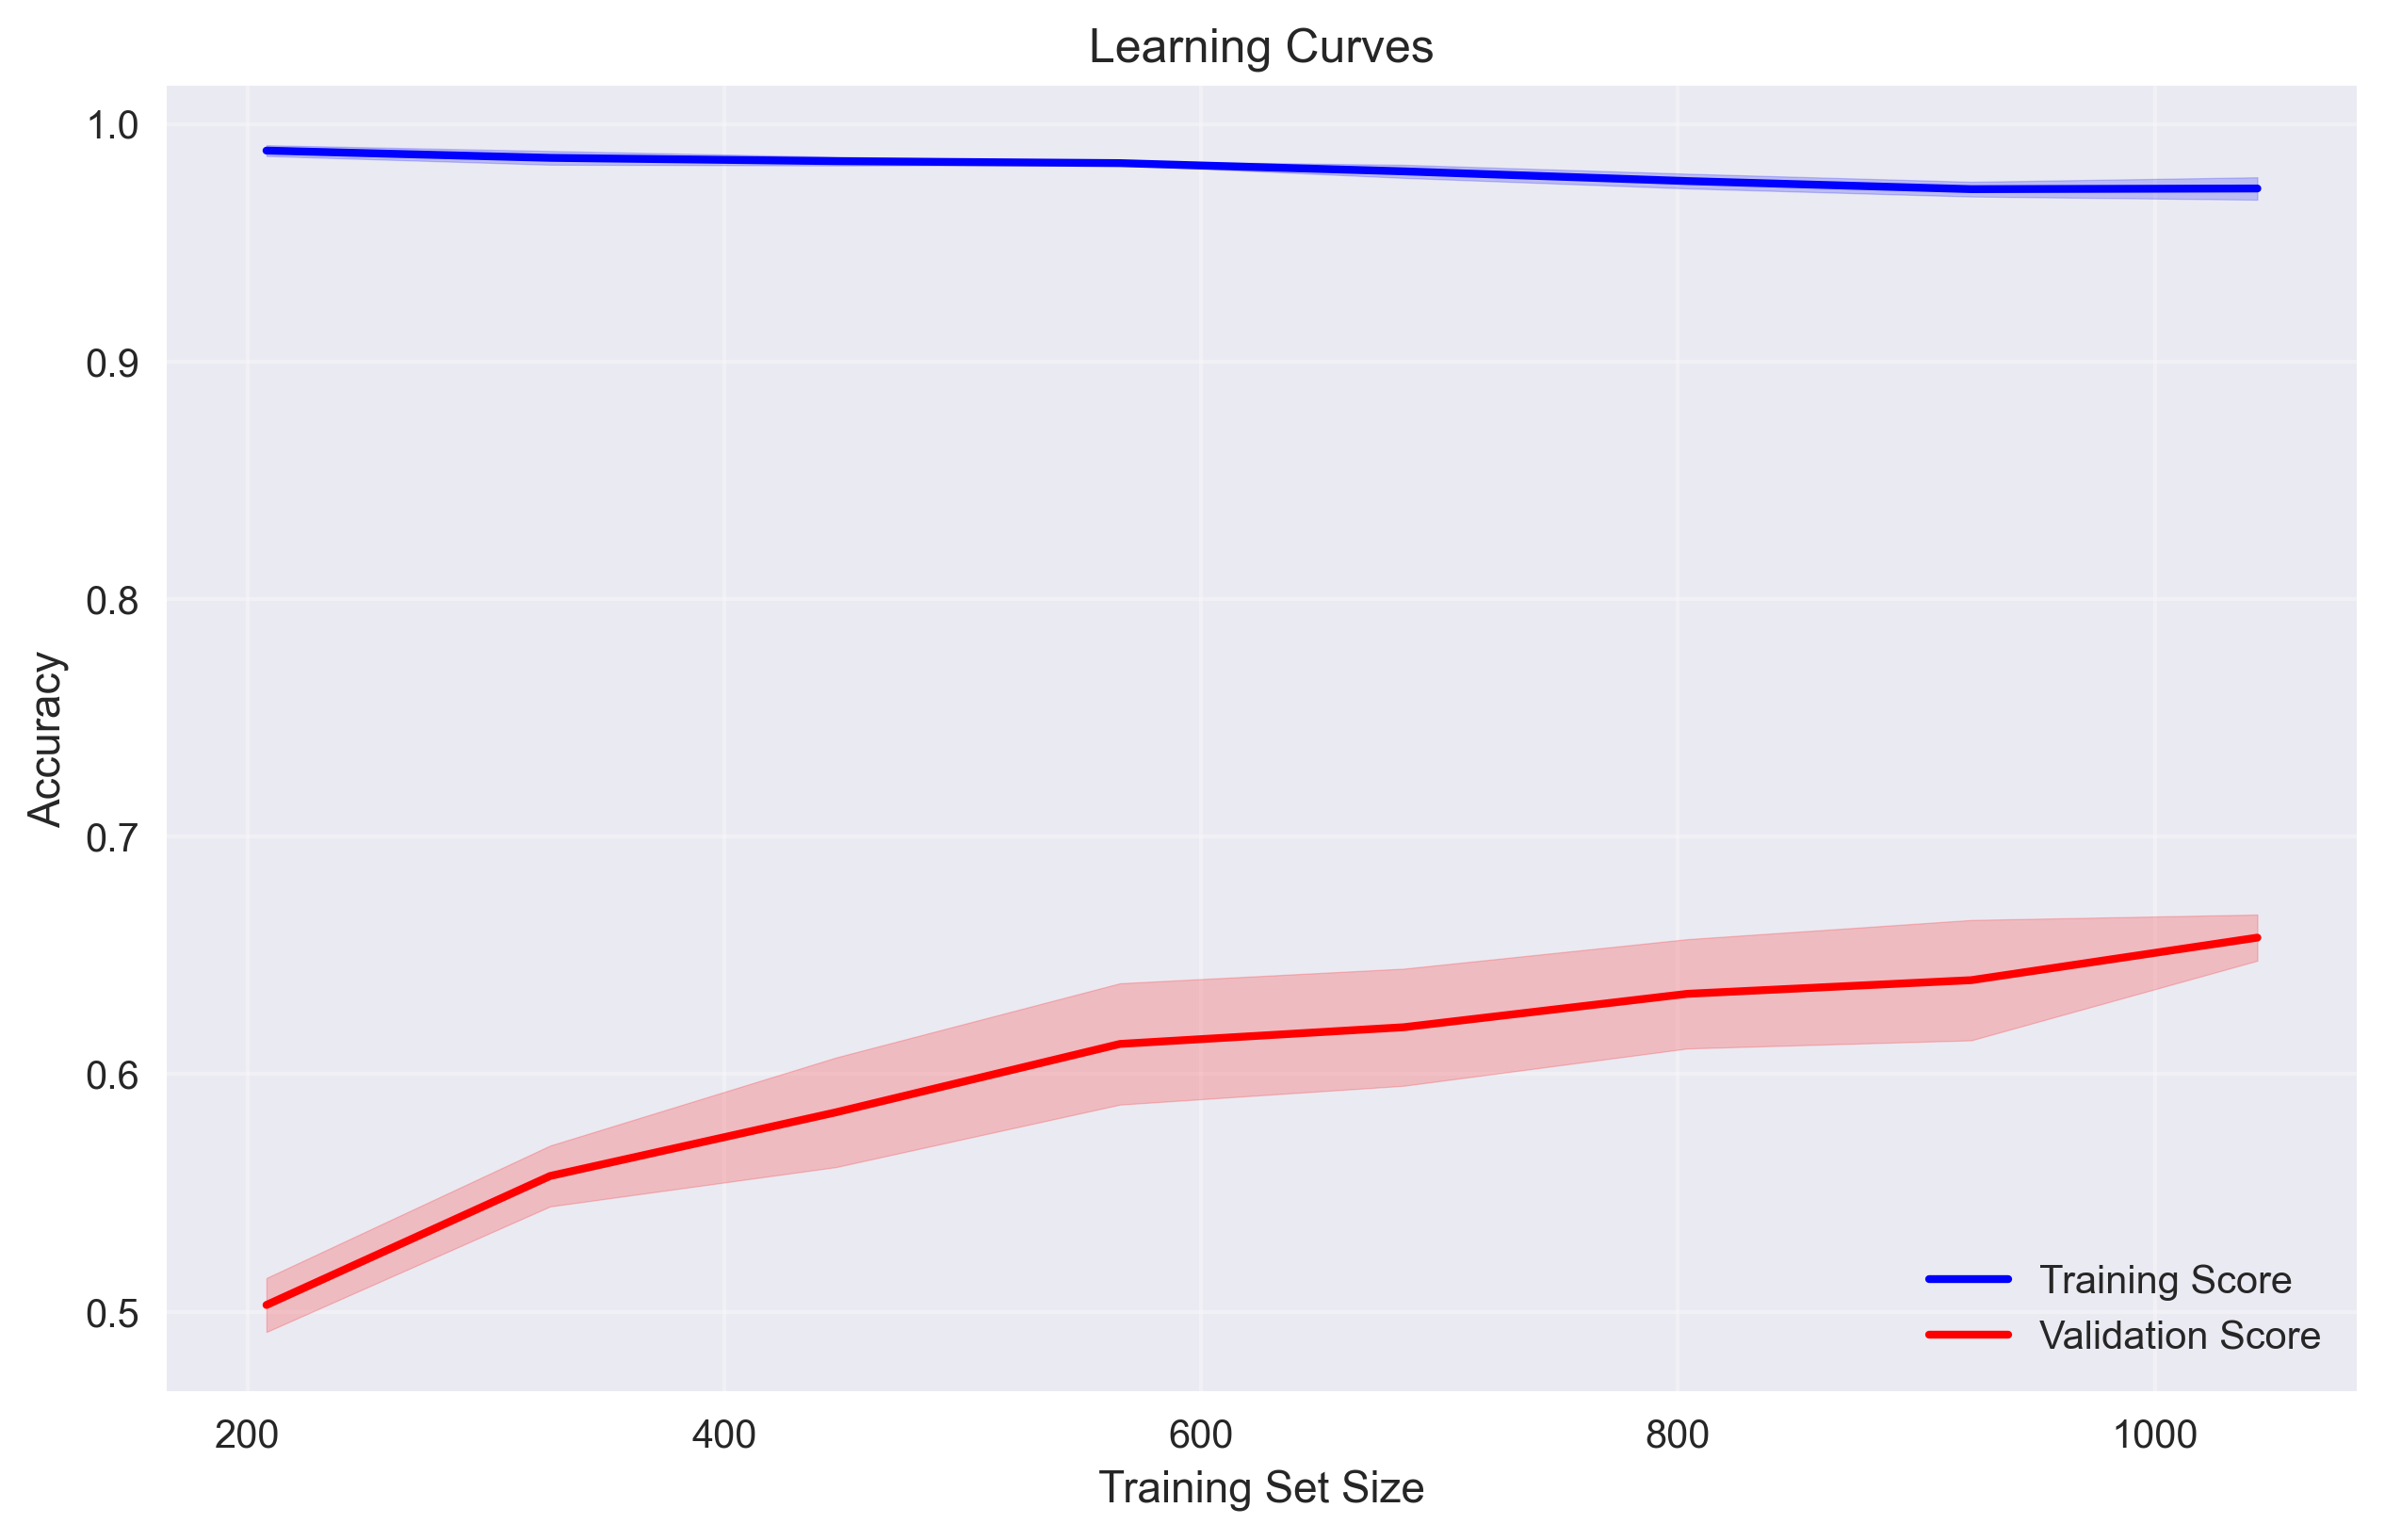 Learning Curves
1.0
0.9
0.8
0.7
0.6
0.5
Accuracy
200 400 600 800 1000
Training Set Size
Training Score
Validation Score